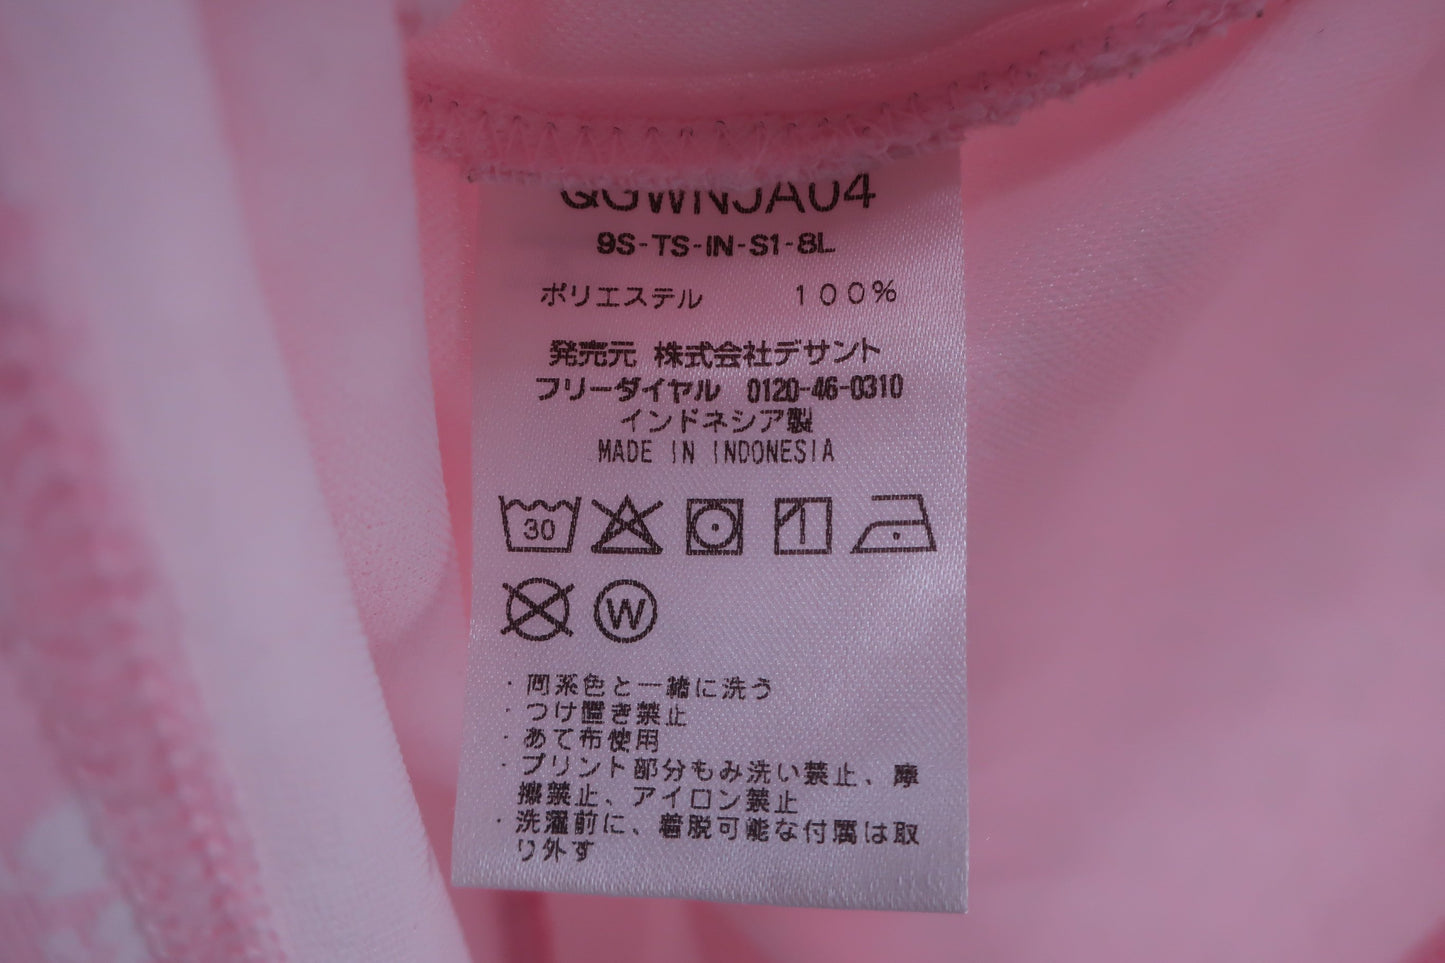 QGWNJA04
9S-TS-IN-S1-8L
ポリエステル 100%
発売元 株式会社デサント
フリーダイヤル 0120-46-0310
インドネシア製
MADE IN INDONESIA
30
W
・同系色と一緒に洗う
・つけ置き禁止
・あて布使用
・プリント部分もみ洗い禁止、摩
擦禁止、アイロン禁止
・洗濯前に、着脱可能な付属は取
り外す